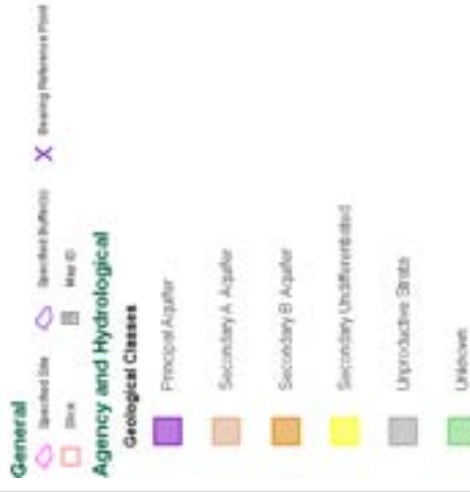 General
Specified Site Specified Buffer(s) X Bearing Reference Point
Slice Map ID
Agency and Hydrological
Geological Classes
Principal Aquifer
Secondary A Aquifer
Secondary B Aquifer
Secondary Undifferentiated
Unproductive Strata
Unknown